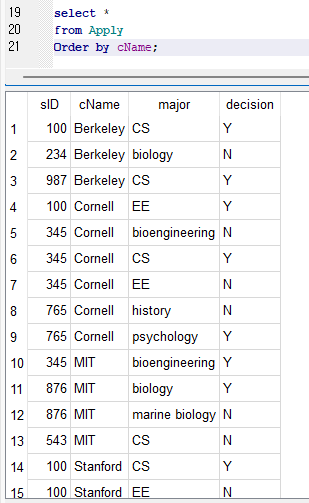 19 select *
20 from Apply
21 Order by cName;
sID cName major decision
1 100 Berkeley CS Y
2 234 Berkeley biology N
3 987 Berkeley CS Y
4 100 Cornell EE Y
5 345 Cornell bioengineering N
6 345 Cornell CS Y
7 345 Cornell EE N
8 765 Cornell history N
9 765 Cornell psychology Y
10 345 MIT bioengineering Y
11 876 MIT biology Y
12 876 MIT marine biology N
13 543 MIT CS N
14 100 Stanford CS Y
15 100 Stanford EE N